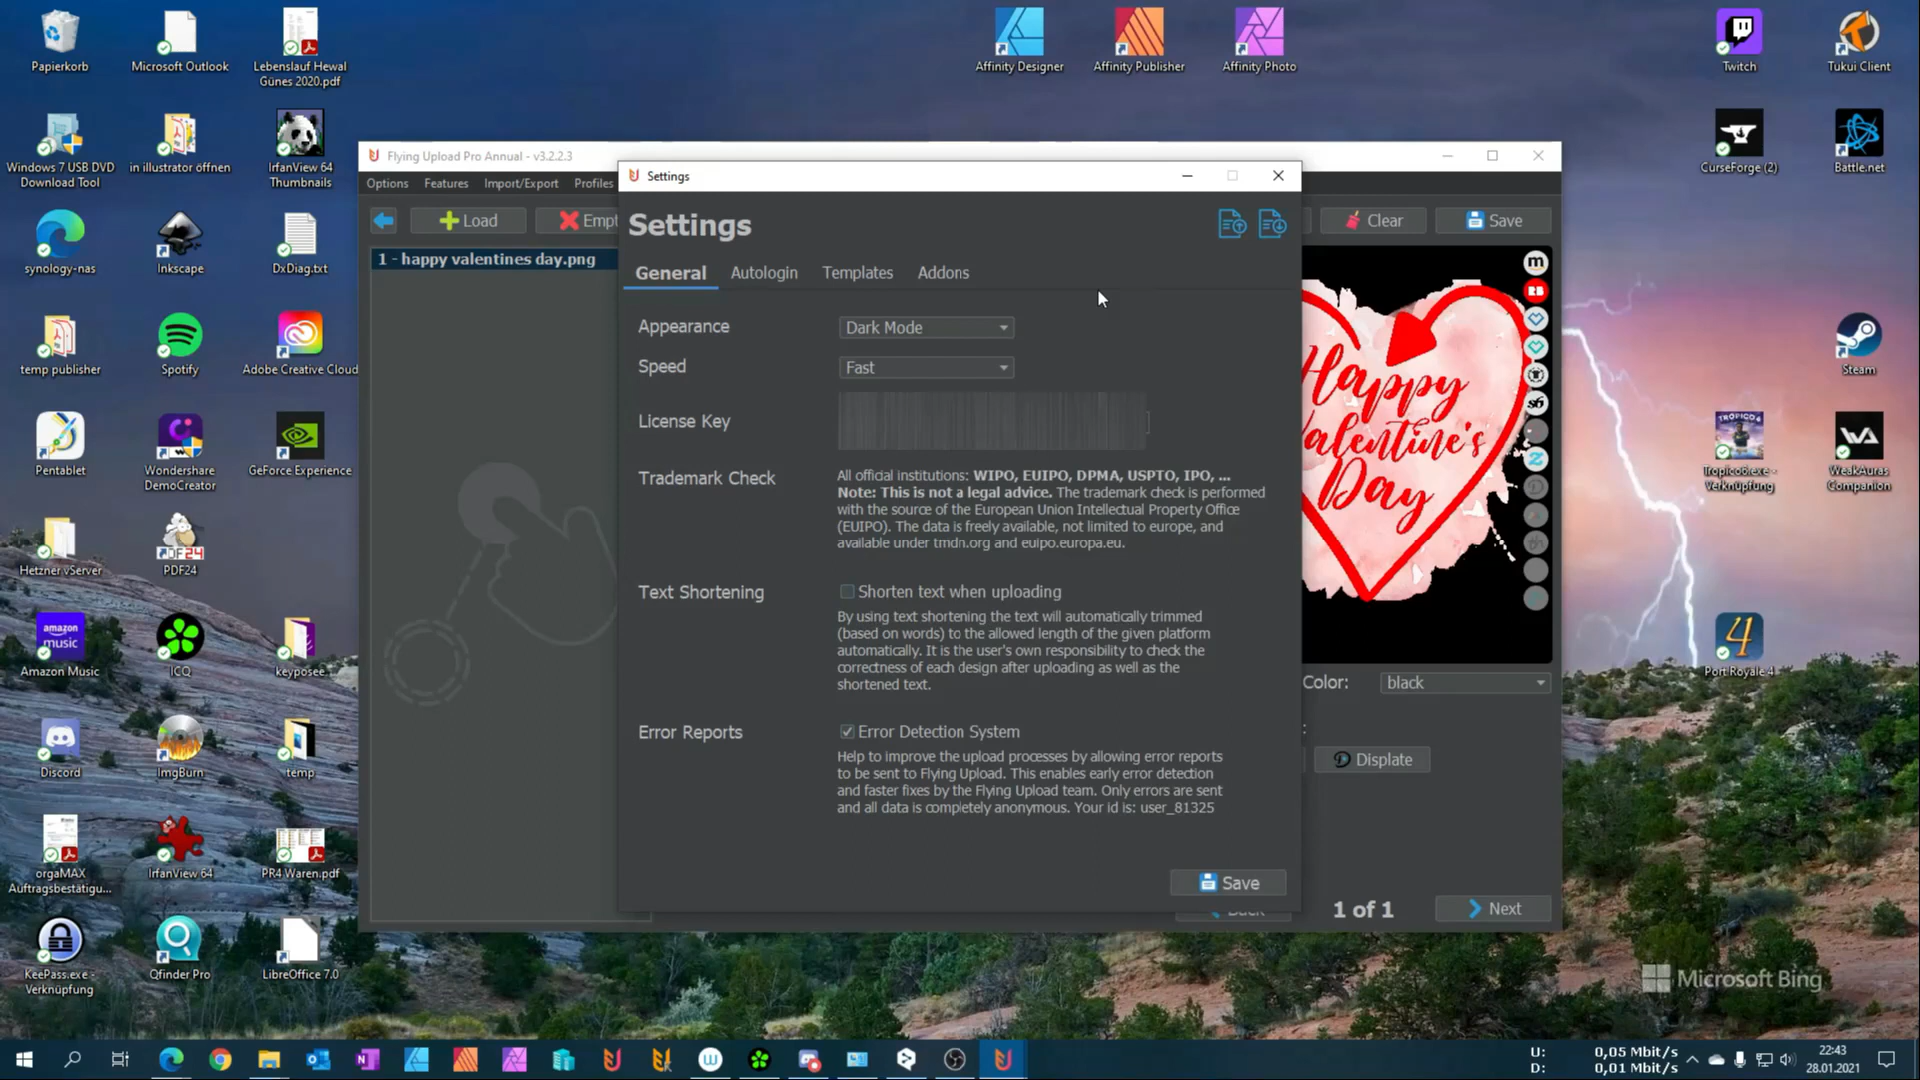 Papierkorb
Microsoft Outlook
Lebenslauf Hewal
Günes 2020.pdf
Affinity Designer
Affinity Publisher
Affinity Photo
Twitch
Tukui Client
Windows 7 USB DVD
Download Tool
in illustrator öffnen
IrfanView 64
Thumbnails
CurseForge (2)
Battle.net
synology-nas
Inkscape
DxDiag.txt
temp publisher
Spotify
Adobe Creative Cloud
Steam
Pentablet
Wondershare
DemoCreator
GeForce Experience
TROPICO 6
Tropico6.exe -
Verknüpfung
WeakAuras
Companion
Hetzner vServer
PDF24
amazon
music
Amazon Music
ICQ
keyposee...
4
Port Royale 4
Discord
ImgBurn
temp
orgaMAX
Auftragsbestätigu...
IrfanView 64
PR4 Waren.pdf
KeePass.exe -
Verknüpfung
Qfinder Pro
LibreOffice 7.0
Flying Upload Pro Annual - v3.2.2.3
Options
Features
Import/Export
Profiles
Load
Empt
Clear
Save
1 - happy valentines day.png
Settings
Settings
General
Autologin
Templates
Addons
Appearance
Dark Mode
Speed
Fast
License Key
Trademark Check
All official institutions: WIPO, EUIPO, DPMA, USPTO, IPO, ...
Note: This is not a legal advice. The trademark check is performed
with the source of the European Union Intellectual Property Office
(EUIPO). The data is freely available, not limited to europe, and
available under tmdn.org and euipo.europa.eu.
Text Shortening
Shorten text when uploading
By using text shortening the text will automatically trimmed
(based on words) to the allowed length of the given platform
automatically. It is the user's own responsibility to check the
correctness of each design after uploading as well as the
shortened text.
Error Reports
Error Detection System
Help to improve the upload processes by allowing error reports
to be sent to Flying Upload. This enables early error detection
and faster fixes by the Flying Upload team. Only errors are sent
and all data is completely anonymous. Your id is: user_81325
Save
Happy
Valentine's
Day
m
RB
s6
Z
Color:
black
:
Displate
Back
1 of 1
Next
Microsoft Bing
U: 0,05 Mbit/s
D: 0,01 Mbit/s
22:43
28.01.2021